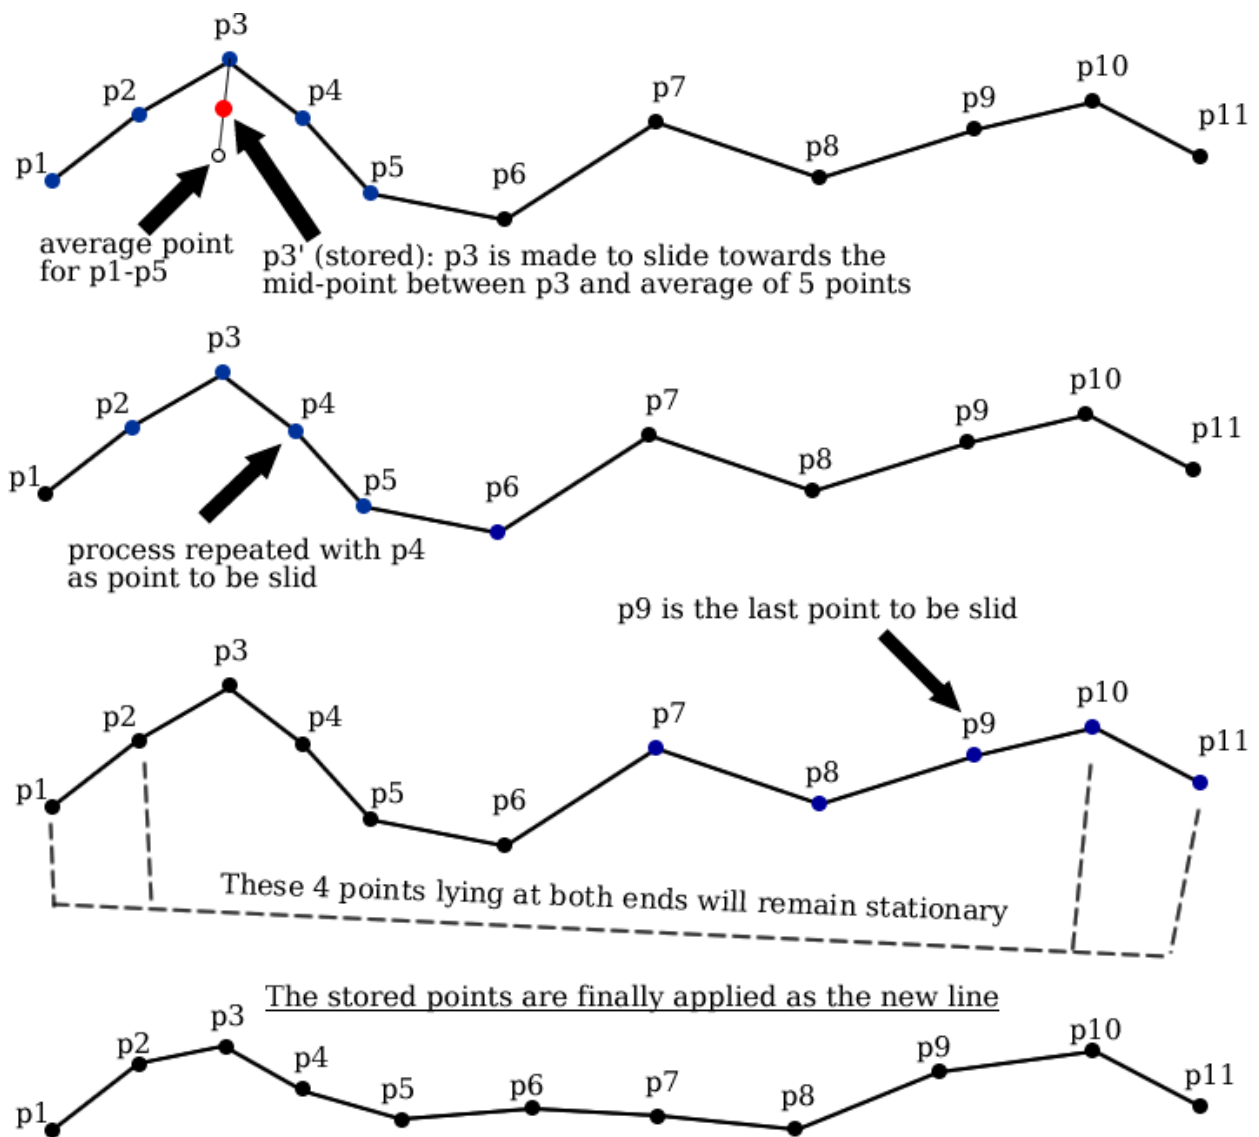 p3
p2
p4
p7
p10
p9
p11
p1
p5
p6
p8
average point
for p1-p5
p3' (stored): p3 is made to slide towards the
mid-point between p3 and average of 5 points
p3
p2
p4
p7
p10
p9
p11
p1
p5
p6
p8
process repeated with p4
as point to be slid
p9 is the last point to be slid
p3
p2
p4
p7
p10
p9
p11
p1
p5
p6
p8
These 4 points lying at both ends will remain stationary
The stored points are finally applied as the new line
p3
p2
p4
p5
p6
p7
p8
p9
p10
p11
p1